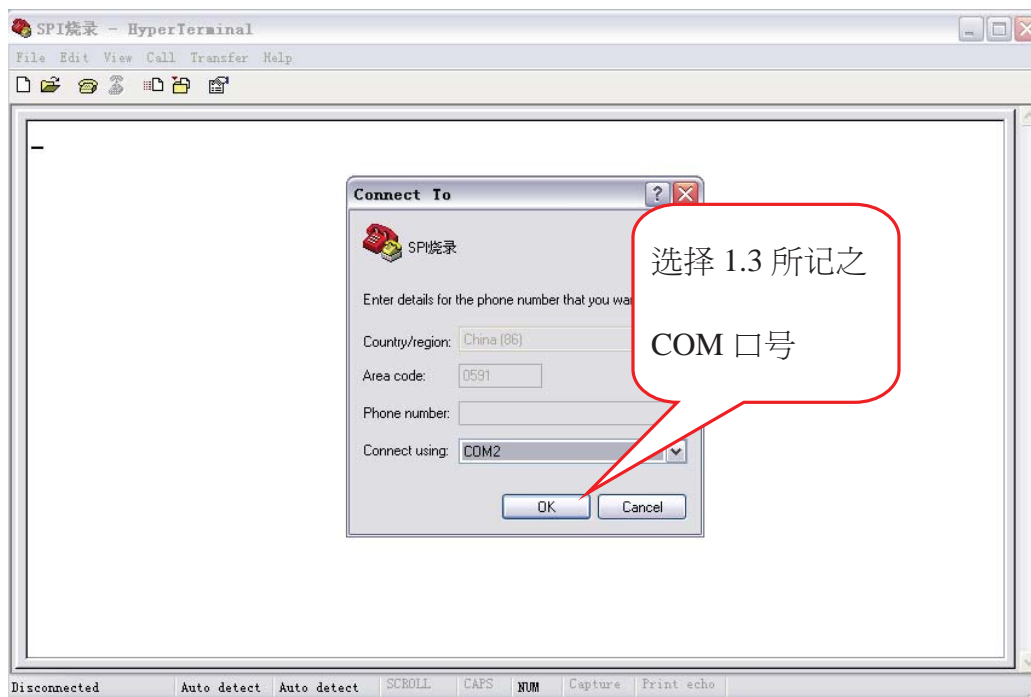 SPI烧录 - HyperTerminal
File Edit View Call Transfer Help
Connect To
SPI烧录
Enter details for the phone number that you
Country/region: China (86)
Area code: 0591
Phone number:
Connect using: COM2
OK Cancel
选择 1.3 所记之
COM 口号
Disconnected Auto detect Auto detect SCROLL CAPS NUM Capture Print echo